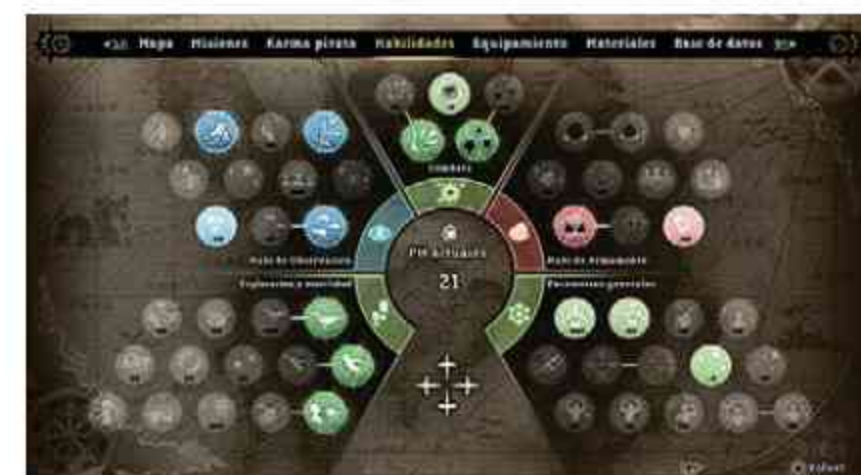 Mapa Misiones Karma pirata Habilidades Equipamiento Materiales Base de datos
COMBATE
PH actuales
21
Haki de Observación
Haki de Armamento
Exploración y movilidad
Parámetros generales
Volver